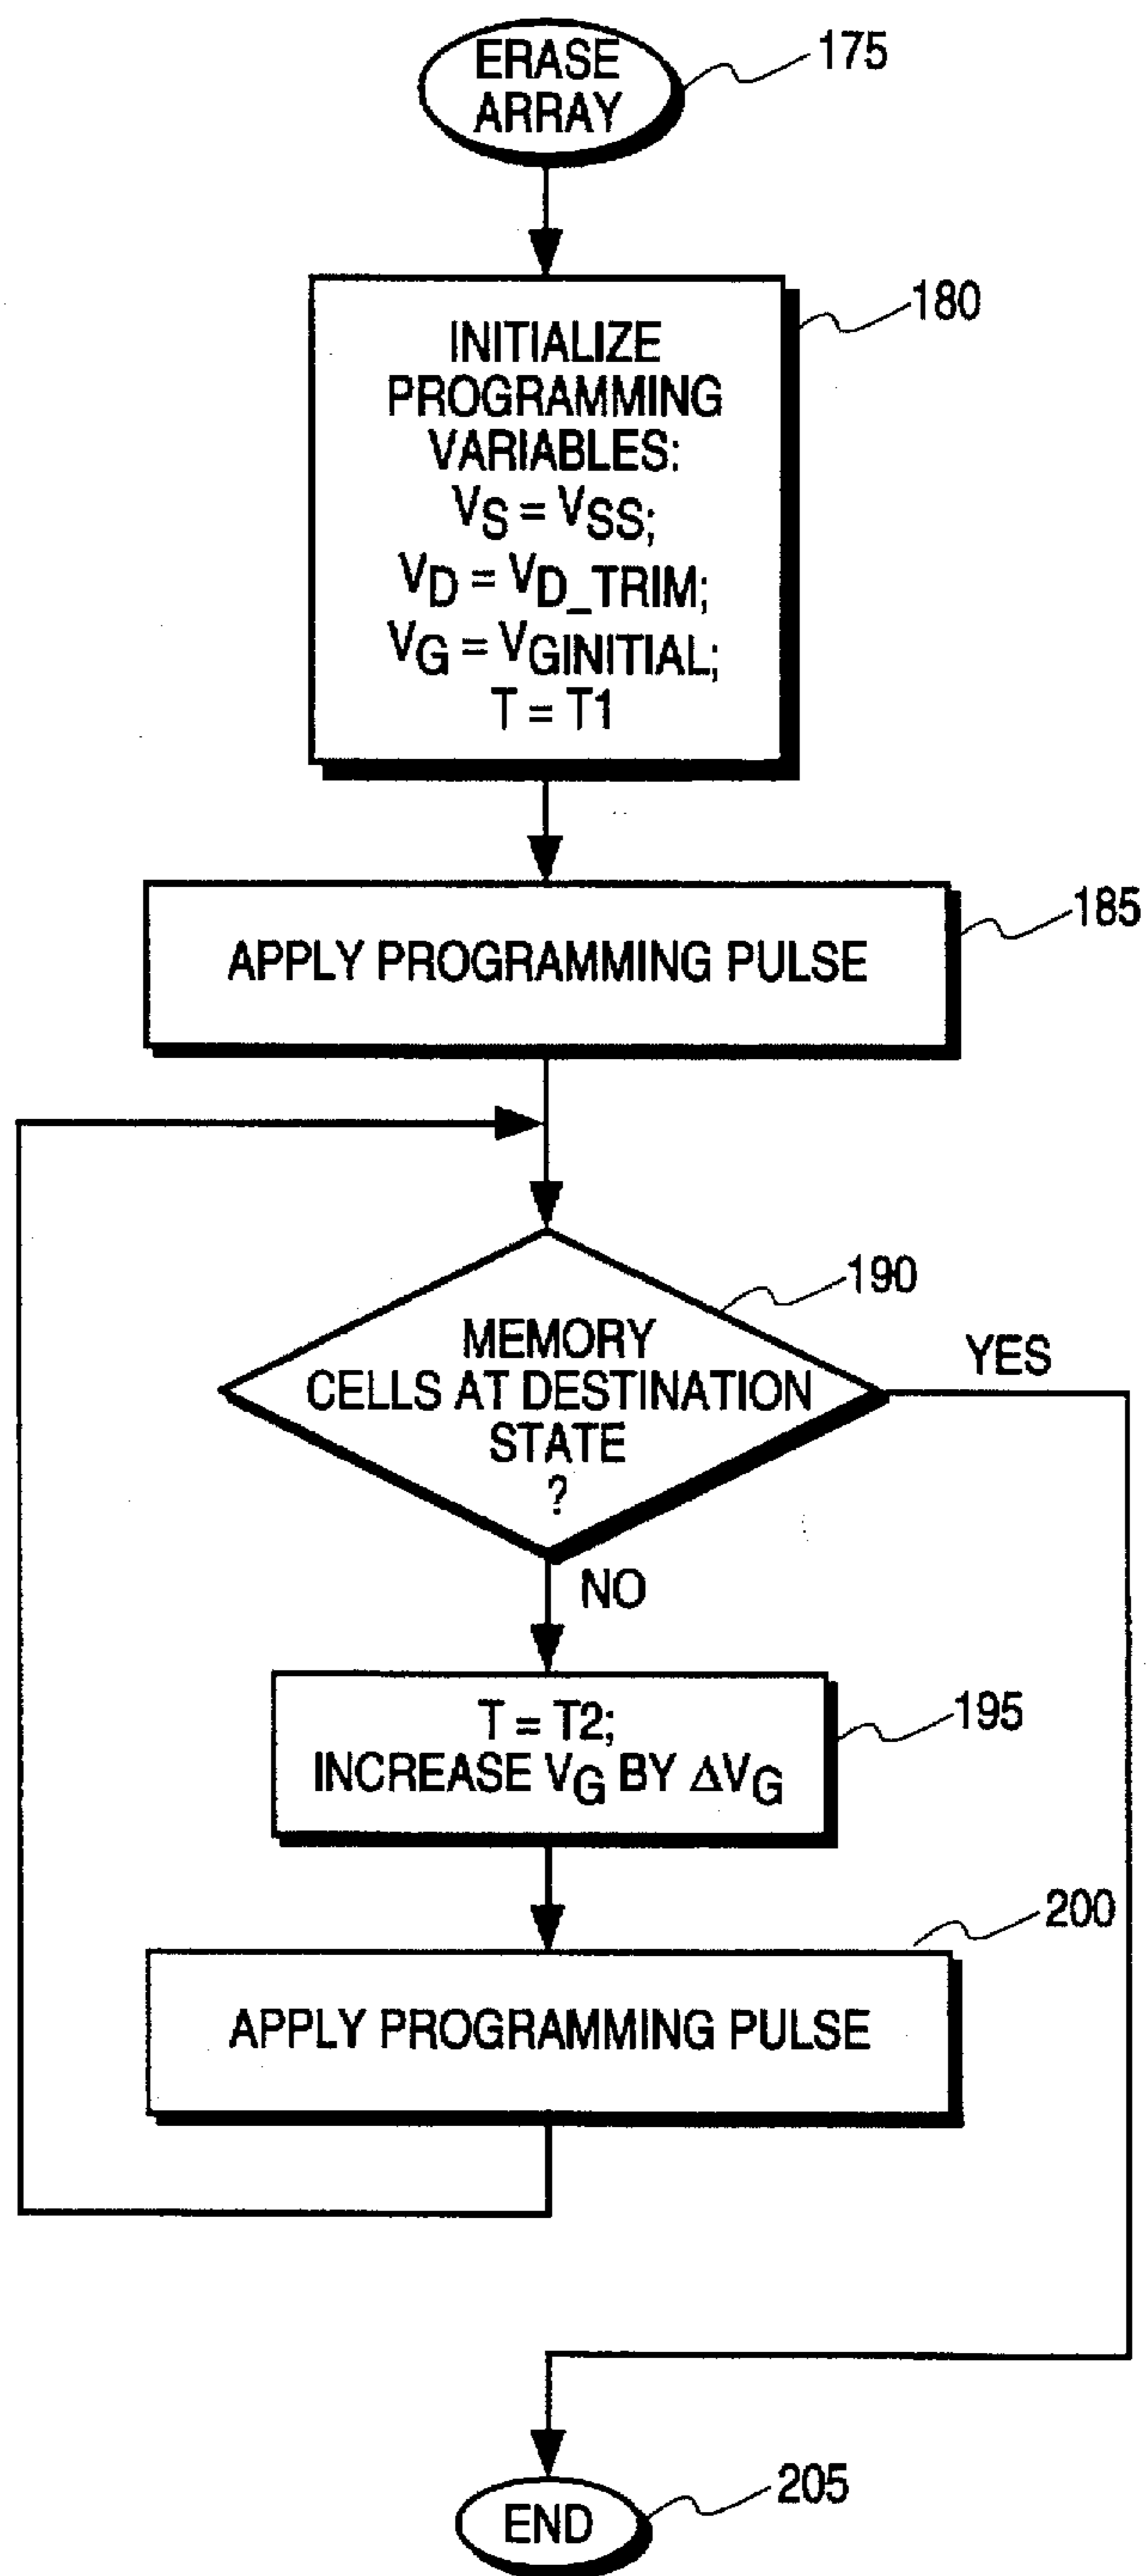 ERASE
ARRAY
175
INITIALIZE
PROGRAMMING
VARIABLES:
VS = VSS;
VD = VD_TRIM;
VG = VGINITIAL;
T = T1
180
APPLY PROGRAMMING PULSE
185
MEMORY
CELLS AT DESTINATION
STATE
?
190
YES
NO
T = T2;
INCREASE VG BY ΔVG
195
APPLY PROGRAMMING PULSE
200
END
205